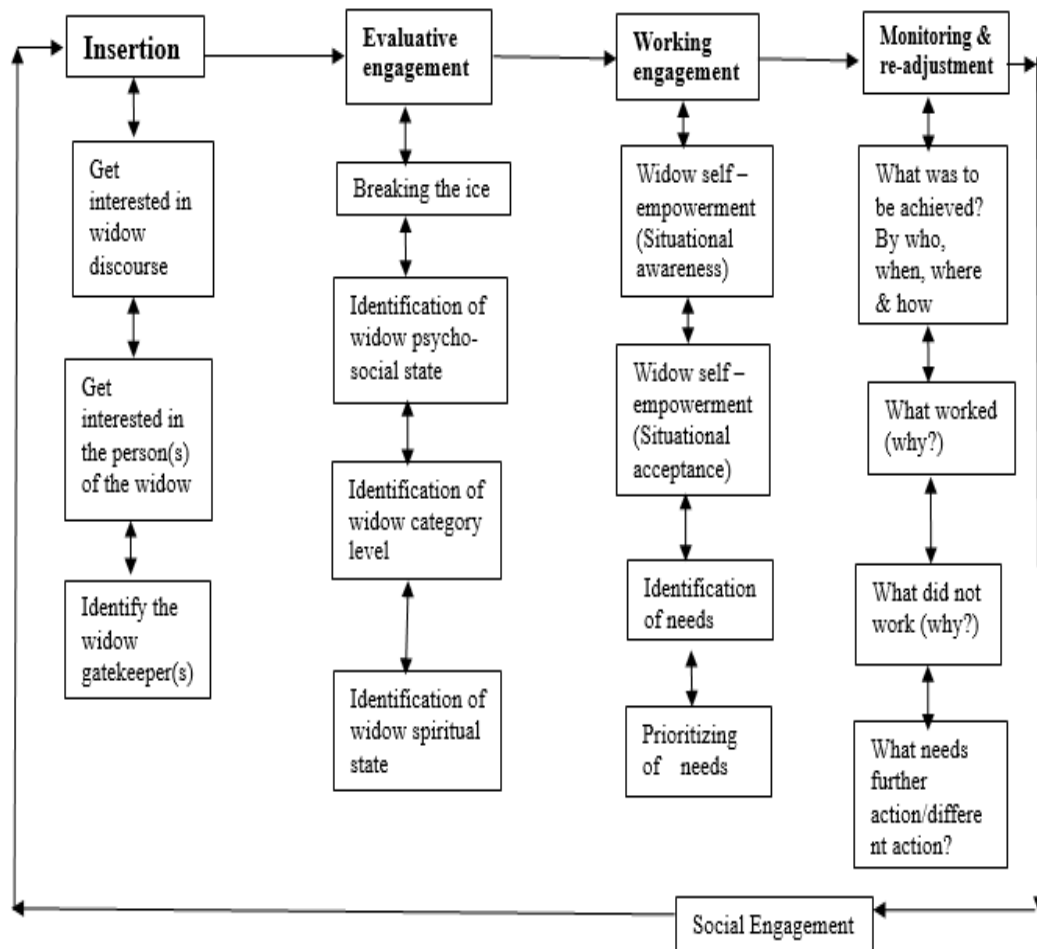 Insertion
Get
interested in
widow
discourse
Get
interested in
the person(s)
of the widow
Identify the
widow
gatekeeper(s)
Evaluative
engagement
Breaking the ice
Identification of
widow psycho-
social state
Identification of
widow category
level
Identification of
widow spiritual
state
Working
engagement
Widow self –
empowerment
(Situational
awareness)
Widow self –
empowerment
(Situational
acceptance)
Identification
of needs
Prioritizing
of needs
Monitoring &
re-adjustment
What was to
be achieved?
By who,
when, where
& how
What worked
(why?)
What did not
work (why?)
What needs
further
action/differe
nt action?
Social Engagement